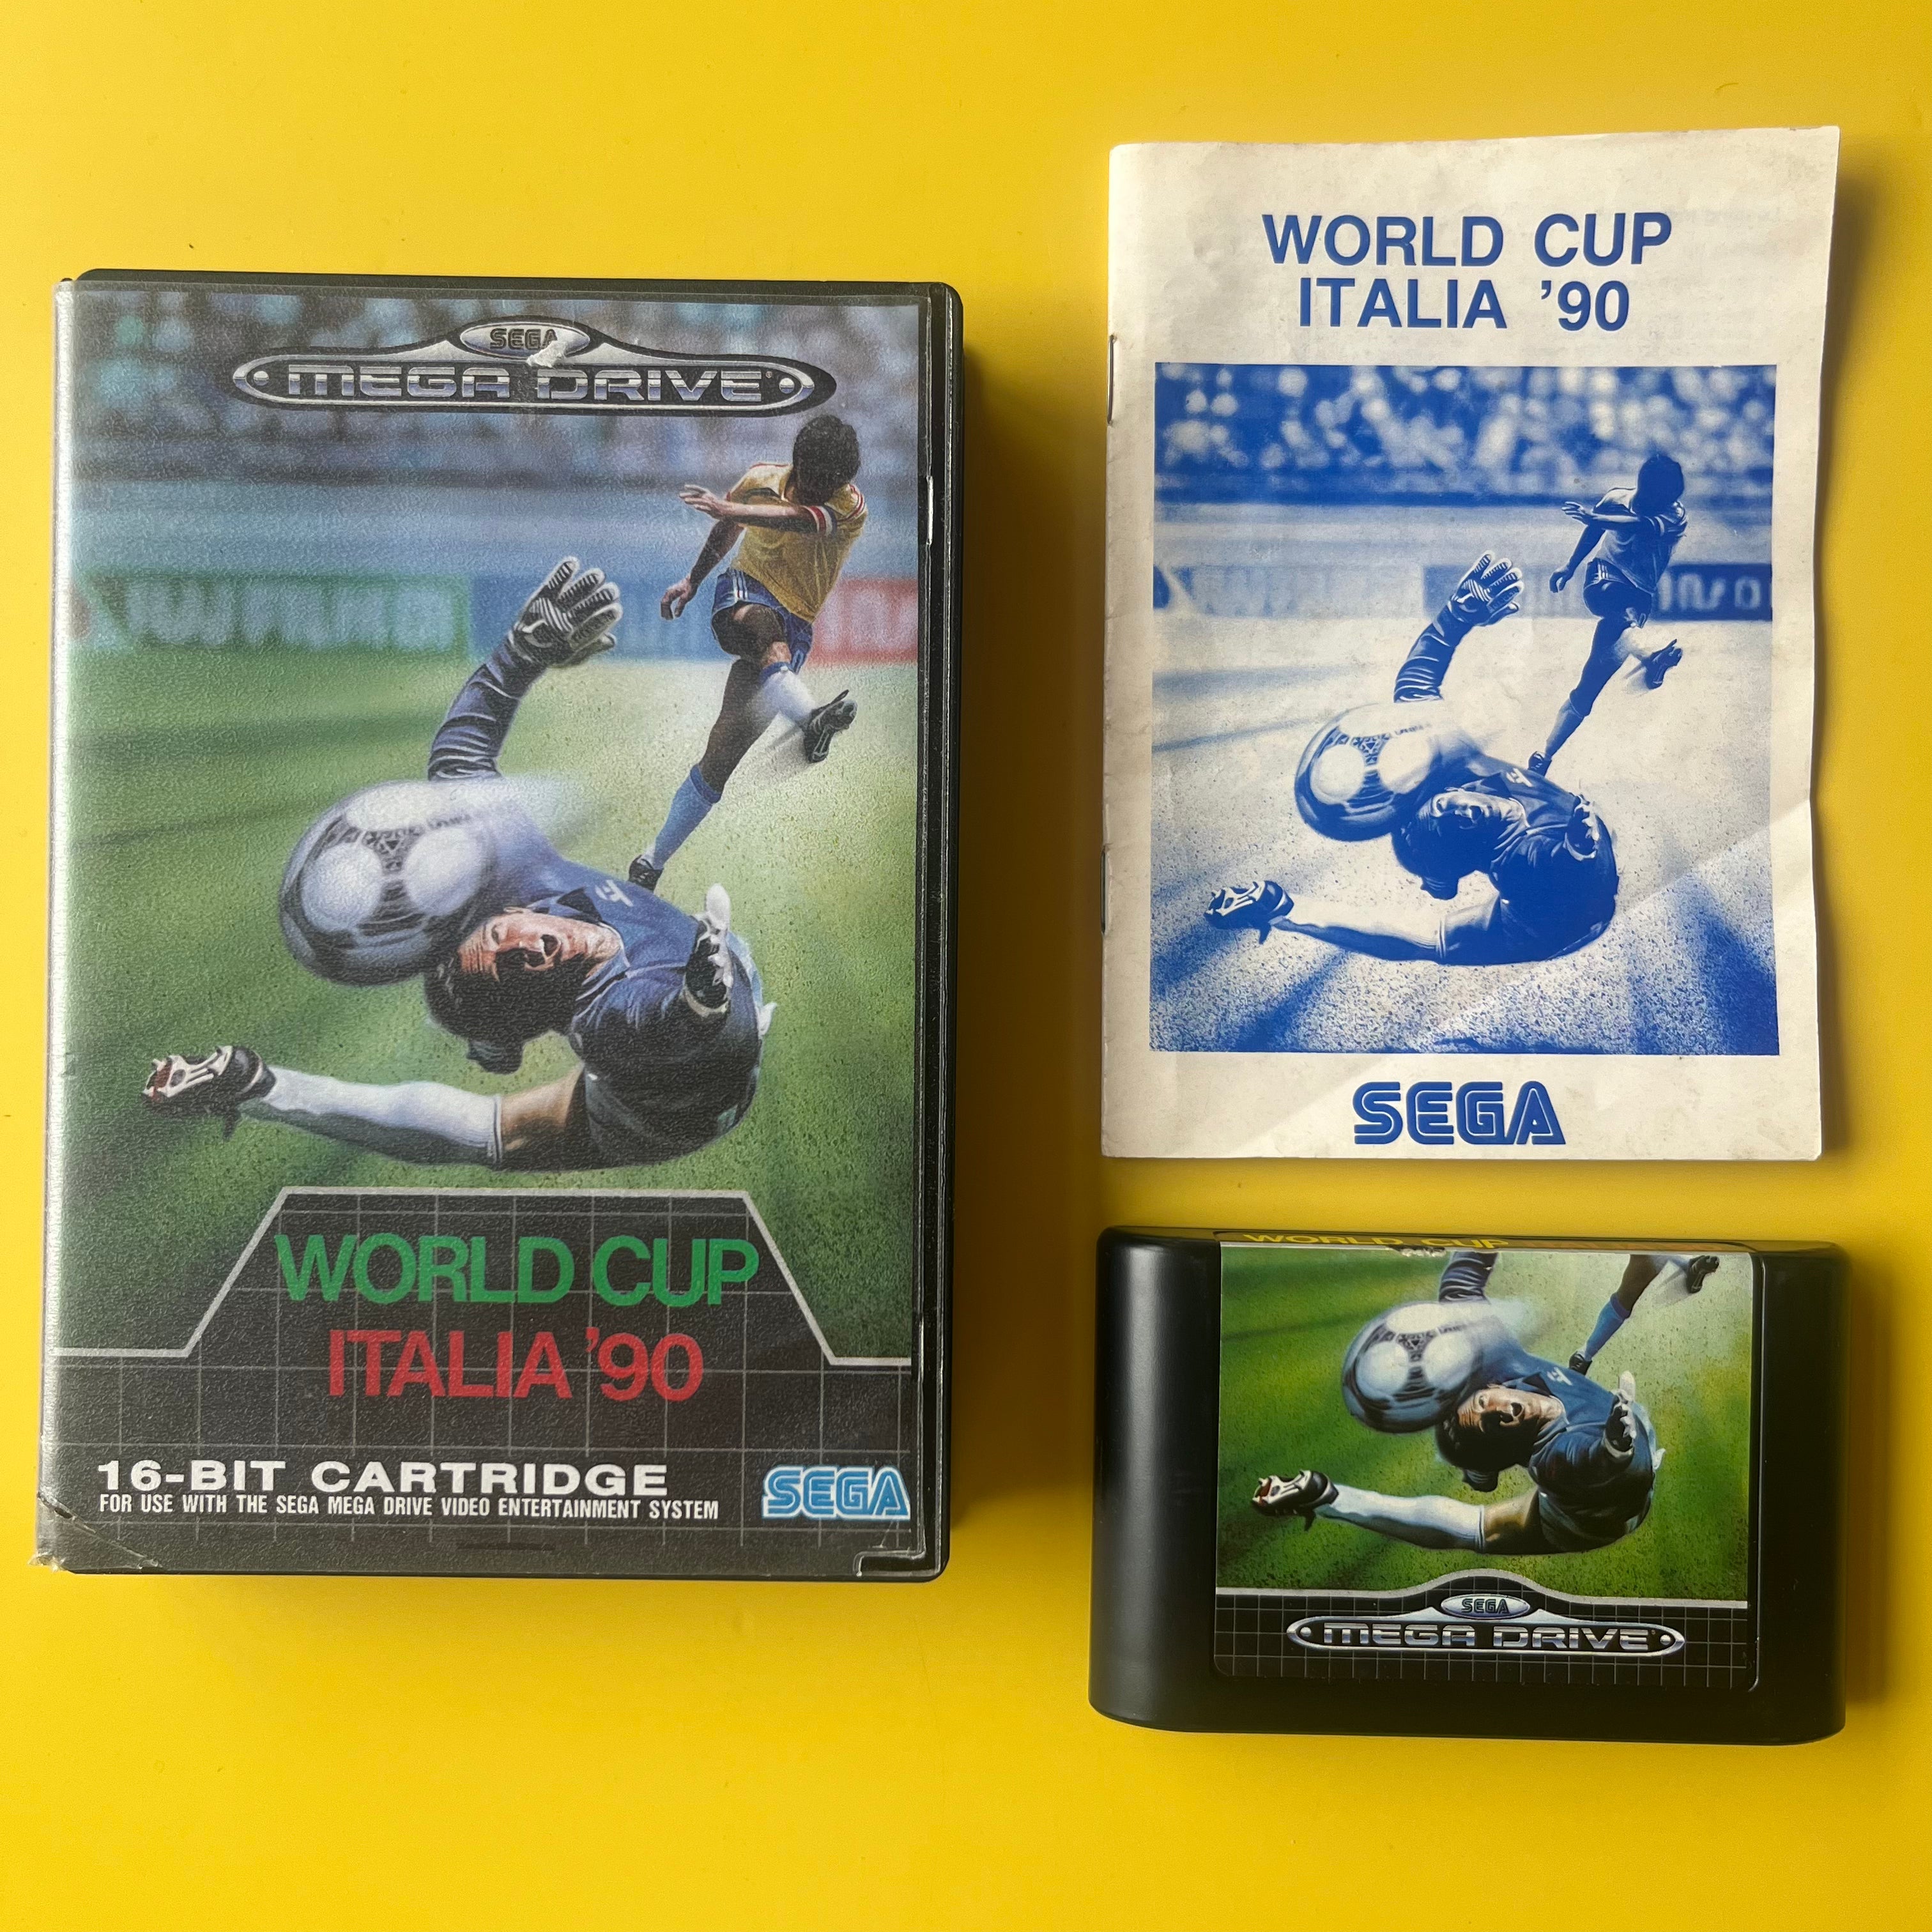 SEGA
MEGA DRIVE
WORLD CUP
ITALIA '90
16-BIT CARTRIDGE
FOR USE WITH THE SEGA MEGA DRIVE VIDEO ENTERTAINMENT SYSTEM
SEGA
WORLD CUP
ITALIA ’90
SEGA
WORLD CUP
SEGA
MEGA DRIVE